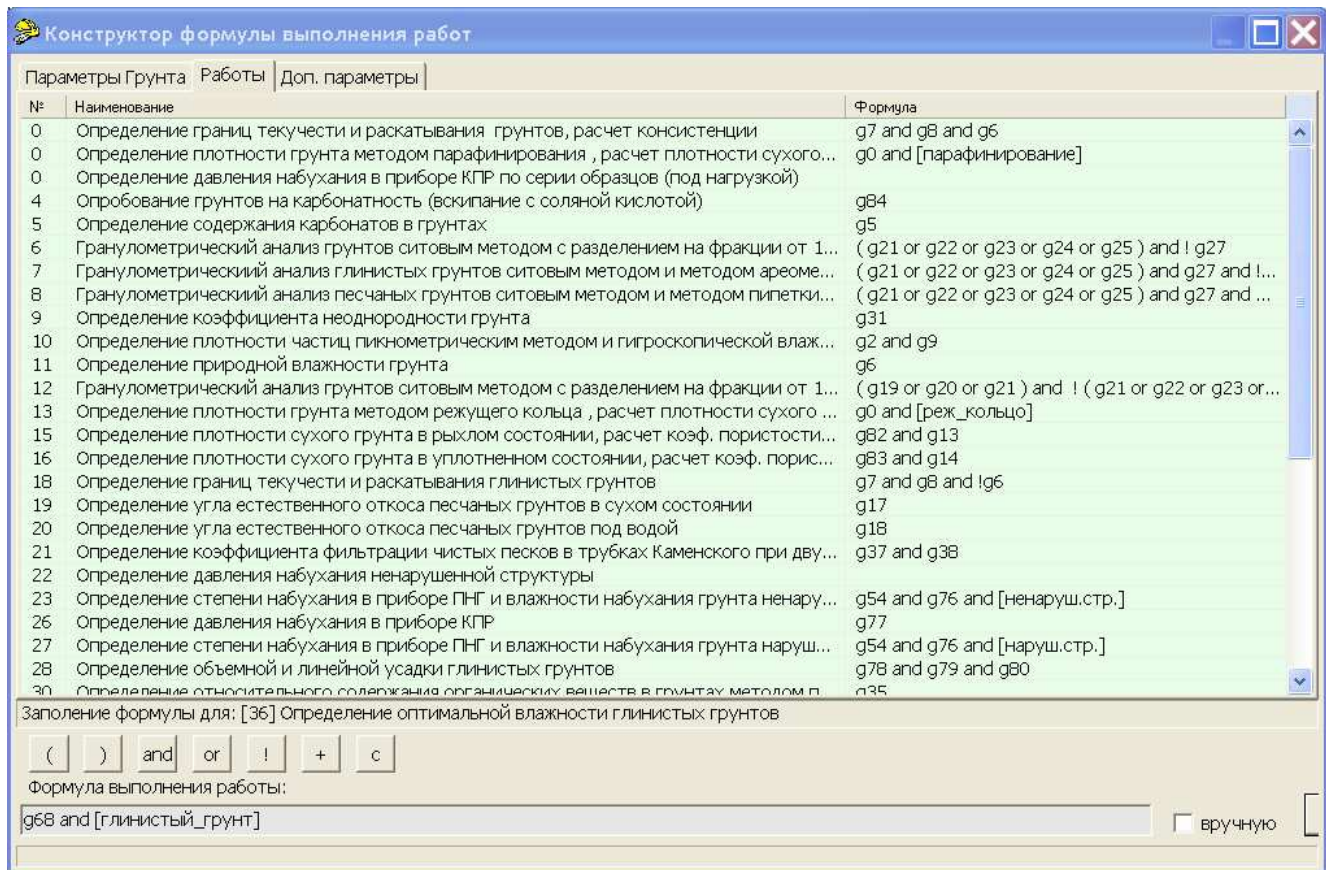 Конструктор формулы выполнения работ
Параметры Грунта Работы Доп. параметры
№ Наименование Формула
0 Определение границ текучести и раскатывания грунтов, расчет консистенции g7 and g8 and g6
0 Определение плотности грунта методом парафинирования , расчет плотности сухого... g0 and [парафинирование]
0 Определение давления набухания в приборе КПР по серии образцов (под нагрузкой)
4 Опробование грунтов на карбонатность (вскипание с соляной кислотой) g84
5 Определение содержания карбонатов в грунтах g5
6 Гранулометрический анализ грунтов ситовым методом с разделением на фракции от 1... ( g21 or g22 or g23 or g24 or g25 ) and ! g27
7 Гранулометрическиий анализ глинистых грунтов ситовым методом и методом ареоме... ( g21 or g22 or g23 or g24 or g25 ) and g27 and !...
8 Гранулометрическиий анализ песчаных грунтов ситовым методом и методом пипетки... ( g21 or g22 or g23 or g24 or g25 ) and g27 and ...
9 Определение коэффициента неоднородности грунта g31
10 Определение плотности частиц пикнометрическим методом и гигроскопической влаж... g2 and g9
11 Определение природной влажности грунта g6
12 Гранулометрический анализ грунтов ситовым методом с разделением на фракции от 1... ( g19 or g20 or g21 ) and ! ( g21 or g22 or g23 or...
13 Определение плотности грунта методом режущего кольца , расчет плотности сухого ... g0 and [реж_кольцо]
15 Определение плотности сухого грунта в рыхлом состоянии, расчет коэф. пористости... g82 and g13
16 Определение плотности сухого грунта в уплотненном состоянии, расчет коэф. порис... g83 and g14
18 Определение границ текучести и раскатывания глинистых грунтов g7 and g8 and !g6
19 Определение угла естественного откоса песчаных грунтов в сухом состоянии g17
20 Определение угла естественного откоса песчаных грунтов под водой g18
21 Определение коэффициента фильтрации чистых песков в трубках Каменского при дву... g37 and g38
22 Определение давления набухания ненарушенной структуры
23 Определение степени набухания в приборе ПНГ и влажности набухания грунта ненару... g54 and g76 and [ненаруш.стр.]
26 Определение давления набухания в приборе КПР g77
27 Определение степени набухания в приборе ПНГ и влажности набухания грунта наруш... g54 and g76 and [наруш.стр.]
28 Определение объемной и линейной усадки глинистых грунтов g78 and g79 and g80
30 Определение относительного содержания органических веществ в грунтах методом п... g35
Заполение формулы для: [36] Определение оптимальной влажности глинистых грунтов
( ) and or ! + c
Формула выполнения работы:
g68 and [глинистый_грунт] вручную